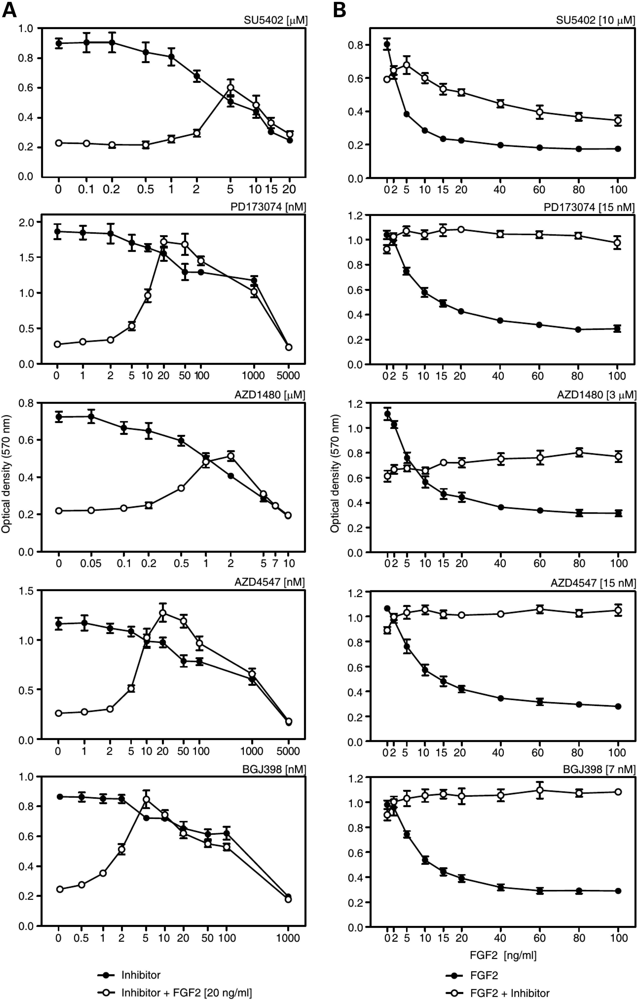 A
SU5402 [μM]
1.0
0.8
0.6
0.4
0.2
0.0
0 0.1 0.2 0.5 1 2 5 10 15 20
PD173074 [nM]
2.0
1.5
1.0
0.5
0.0
0 1 2 5 10 20 50 100 1000 5000
AZD1480 [μM]
0.8
0.6
0.4
0.2
0.0
0 0.05 0.1 0.2 0.5 1 2 5 7 10
Optical density (570 nm)
AZD4547 [nM]
1.5
1.0
0.5
0.0
0 1 2 5 10 20 50 100 1000 5000
BGJ398 [nM]
1.0
0.8
0.6
0.4
0.2
0.0
0 0.5 1 2 5 10 20 50 100 1000
Inhibitor
Inhibitor + FGF2 [20 ng/ml]
B
SU5402 [10 μM]
0.8
0.6
0.4
0.2
0.0
0 2 5 10 15 20 40 60 80 100
PD173074 [15 nM]
1.2
1.0
0.8
0.6
0.4
0.2
0.0
0 2 5 10 15 20 40 60 80 100
AZD1480 [3 μM]
1.2
1.0
0.8
0.6
0.4
0.2
0.0
0 2 5 10 15 20 40 60 80 100
Optical density (570 nm)
AZD4547 [15 nM]
1.2
1.0
0.8
0.6
0.4
0.2
0.0
0 2 5 10 15 20 40 60 80 100
BGJ398 [7 nM]
1.2
1.0
0.8
0.6
0.4
0.2
0.0
0 2 5 10 15 20 40 60 80 100
FGF2 [ng/ml]
FGF2
FGF2 + Inhibitor